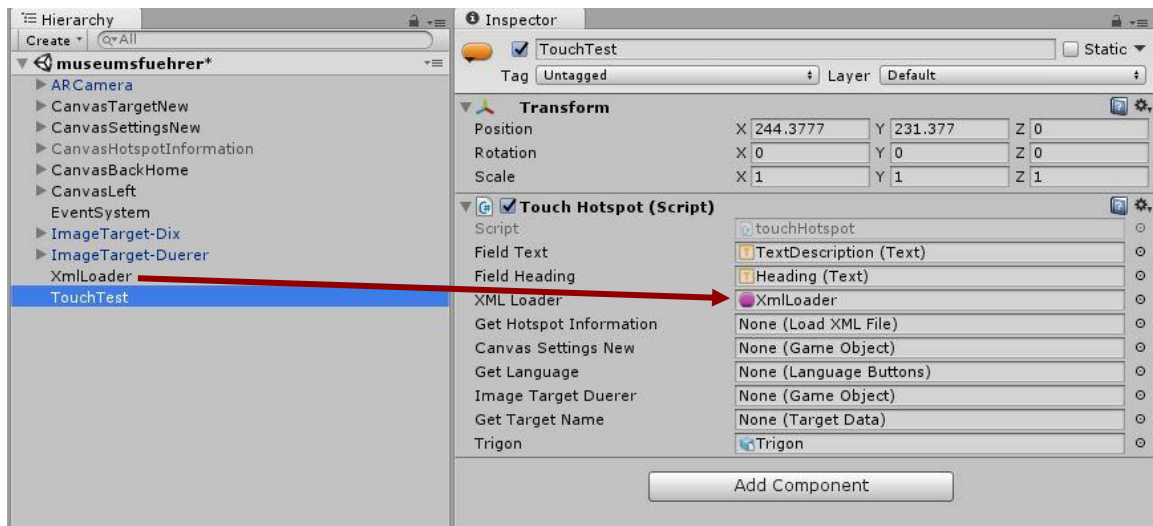 Hierarchy
Create
All
museumsfuehrer*
ARCamera
CanvasTargetNew
CanvasSettingsNew
CanvasHotspotInformation
CanvasBackHome
CanvasLeft
EventSystem
ImageTarget-Dix
ImageTarget-Duerer
XmlLoader
TouchTest
Inspector
TouchTest Static
Tag Untagged Layer Default
Transform
Position X 244.3777 Y 231.377 Z 0
Rotation X 0 Y 0 Z 0
Scale X 1 Y 1 Z 1
Touch Hotspot (Script)
Script touchHotspot
Field Text TextDescription (Text)
Field Heading Heading (Text)
XML Loader XmlLoader
Get Hotspot Information None (Load XML File)
Canvas Settings New None (Game Object)
Get Language None (Language Buttons)
Image Target Duerer None (Game Object)
Get Target Name None (Target Data)
Trigon Trigon
Add Component